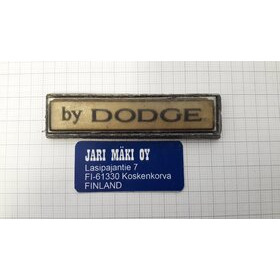 by DODGE
JARI MÄKI OY
Lasipajantie 7
FI-61330 Koskenkorva
FINLAND